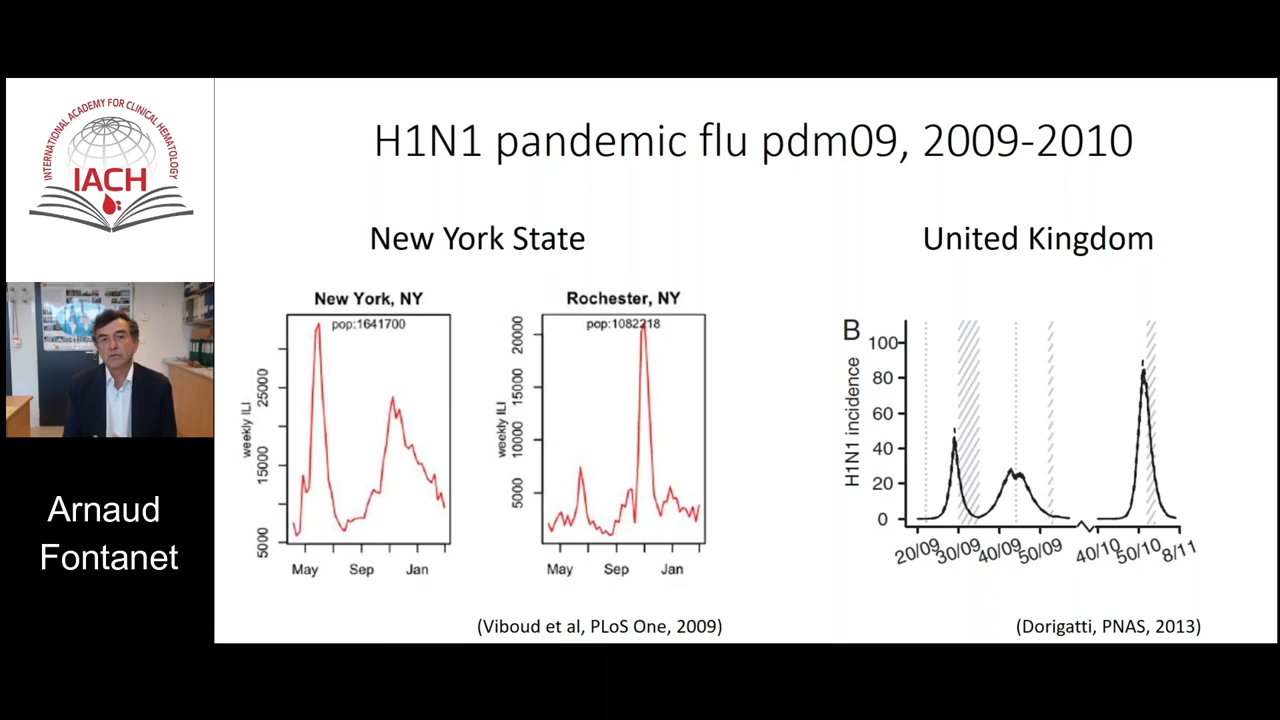 INTERNATIONAL ACADEMY FOR CLINICAL HEMATOLOGY
IACH
Arnaud
Fontanet
H1N1 pandemic flu pdm09, 2009-2010
New York State
United Kingdom
New York, NY
pop:1641700
weekly ILI
25000
15000
5000
May
Sep
Jan
Rochester, NY
pop:1082218
weekly ILI
20000
15000
10000
5000
May
Sep
Jan
B
H1N1 incidence
100
80
60
40
20
0
20/09
30/09
40/09
50/09
40/10
50/10
8/11
(Viboud et al, PLoS One, 2009)
(Dorigatti, PNAS, 2013)